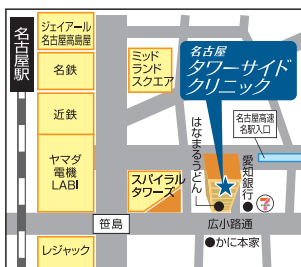 名古屋駅
ジェイアール
名古屋高島屋
名鉄
近鉄
ヤマダ
電機
LABI
レジャック
ミッド
ランド
スクエア
スパイラル
タワーズ
笹島
名古屋
タワーサイド
クリニック
はなまるうどん
愛知銀行
名古屋高速
名駅入口
広小路通
かに本家